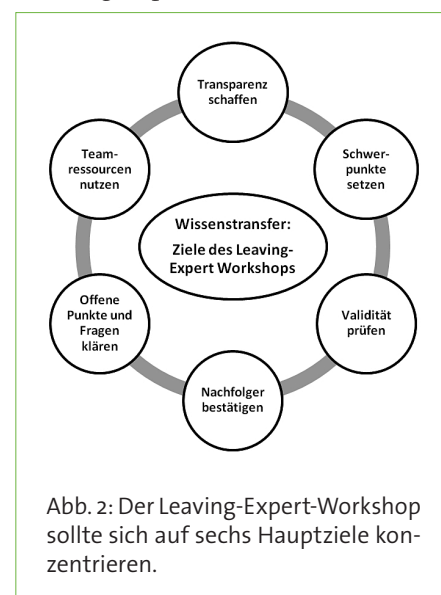 Transparenz
schaffen
Schwer-
punkte
setzen
Validität
prüfen
Nachfolger
bestätigen
Offene
Punkte und
Fragen
klären
Team-
ressourcen
nutzen
Wissenstransfer:
Ziele des Leaving-
Expert Workshops
Abb. 2: Der Leaving-Expert-Workshop
sollte sich auf sechs Hauptziele kon-
zentrieren.